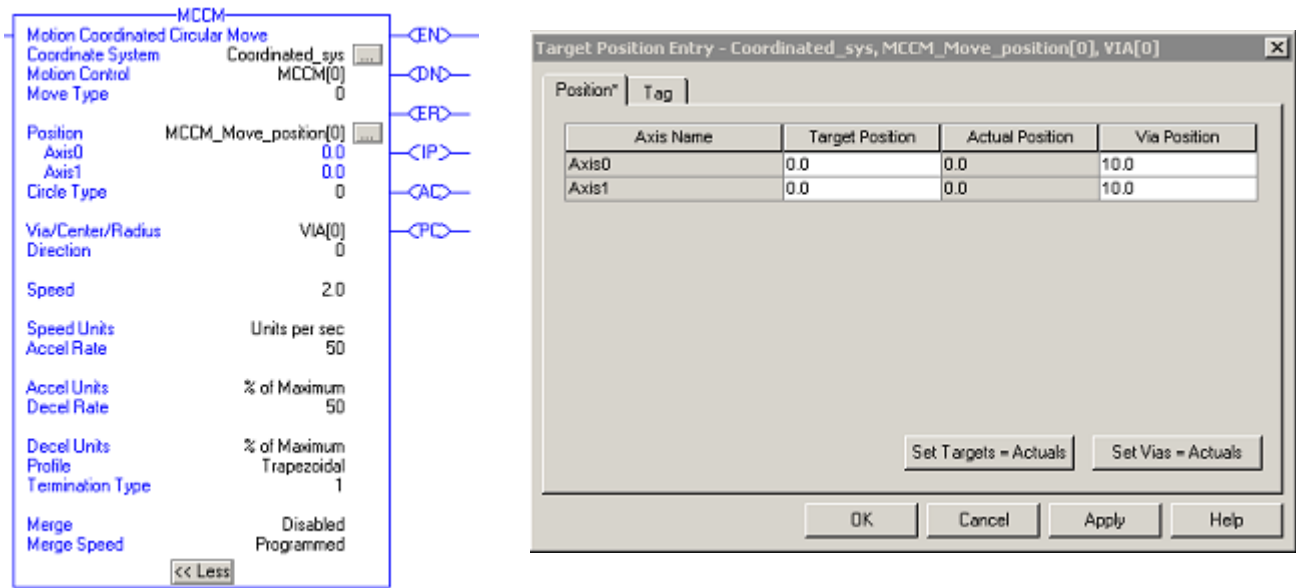 MCCM
Motion Coordinated Circular Move
Coordinate System Coordinated_sys ...
Motion Control MCCM[0]
Move Type 0
Position MCCM_Move_position[0] ...
Axis0 0.0
Axis1 0.0
Circle Type 0
Via/Center/Radius VIA[0]
Direction 0
Speed 2.0
Speed Units Units per sec
Accel Rate 50
Accel Units % of Maximum
Decel Rate 50
Decel Units % of Maximum
Profile Trapezoidal
Termination Type 1
Merge Disabled
Merge Speed Programmed
<< Less
EN
DN
ER
IP
AC
PC
Target Position Entry - Coordinated_sys, MCCM_Move_position[0], VIA[0]
Position* Tag
Axis Name Target Position Actual Position Via Position
Axis0 0.0 0.0 10.0
Axis1 0.0 0.0 10.0
Set Targets = Actuals Set Vias = Actuals
OK Cancel Apply Help